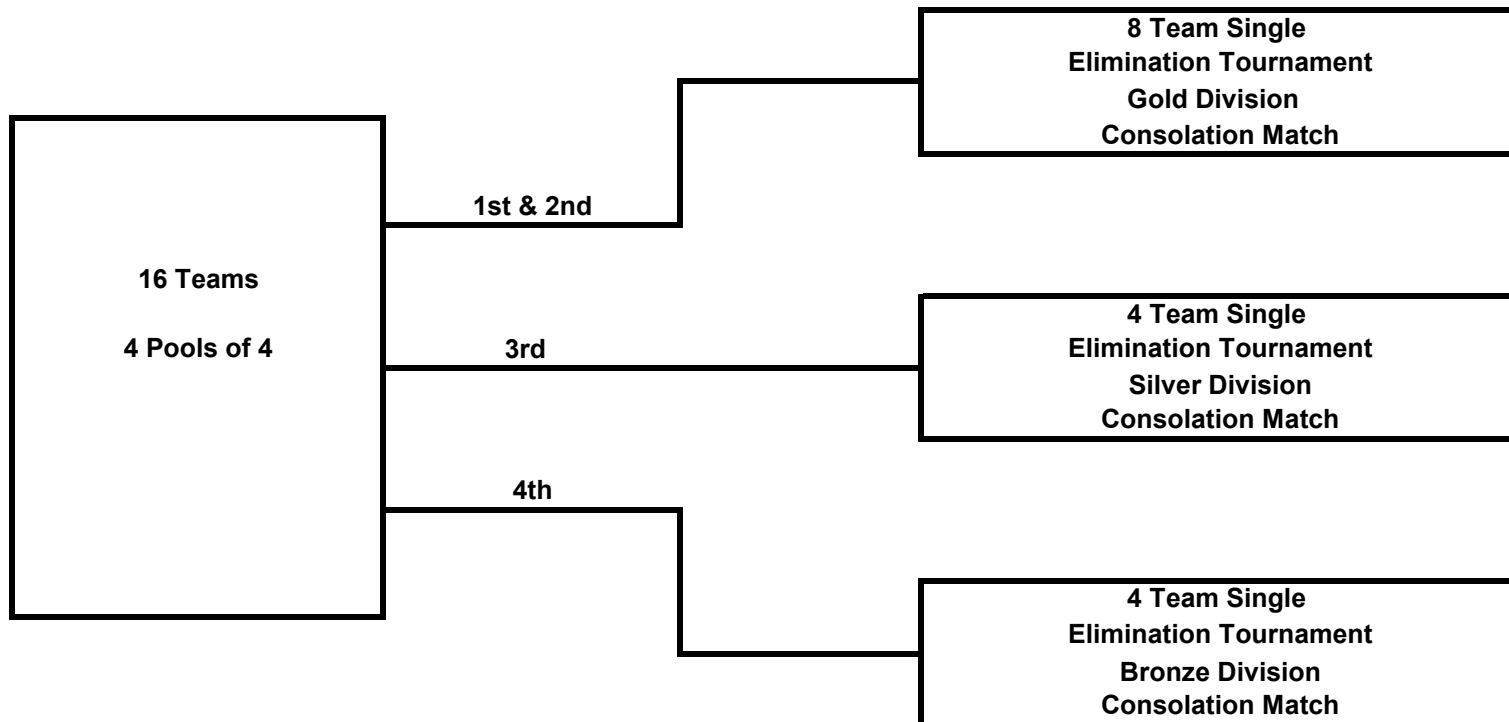 8 Team Single
Elimination Tournament
Gold Division
Consolation Match
1st & 2nd
16 Teams
4 Pools of 4
3rd
4 Team Single
Elimination Tournament
Silver Division
Consolation Match
4th
4 Team Single
Elimination Tournament
Bronze Division
Consolation Match